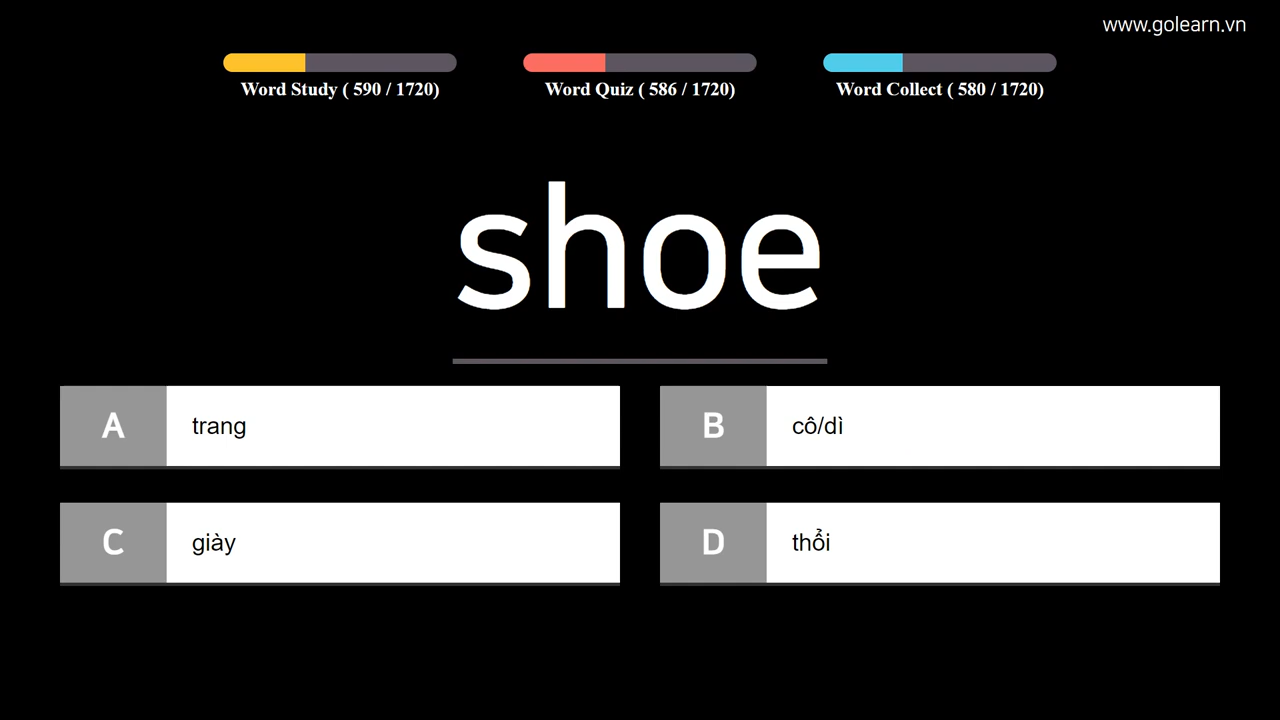 www.golearn.vn
Word Study ( 590 / 1720)
Word Quiz ( 586 / 1720)
Word Collect ( 580 / 1720)
shoe
A trang
B cô/dì
C giày
D thổi